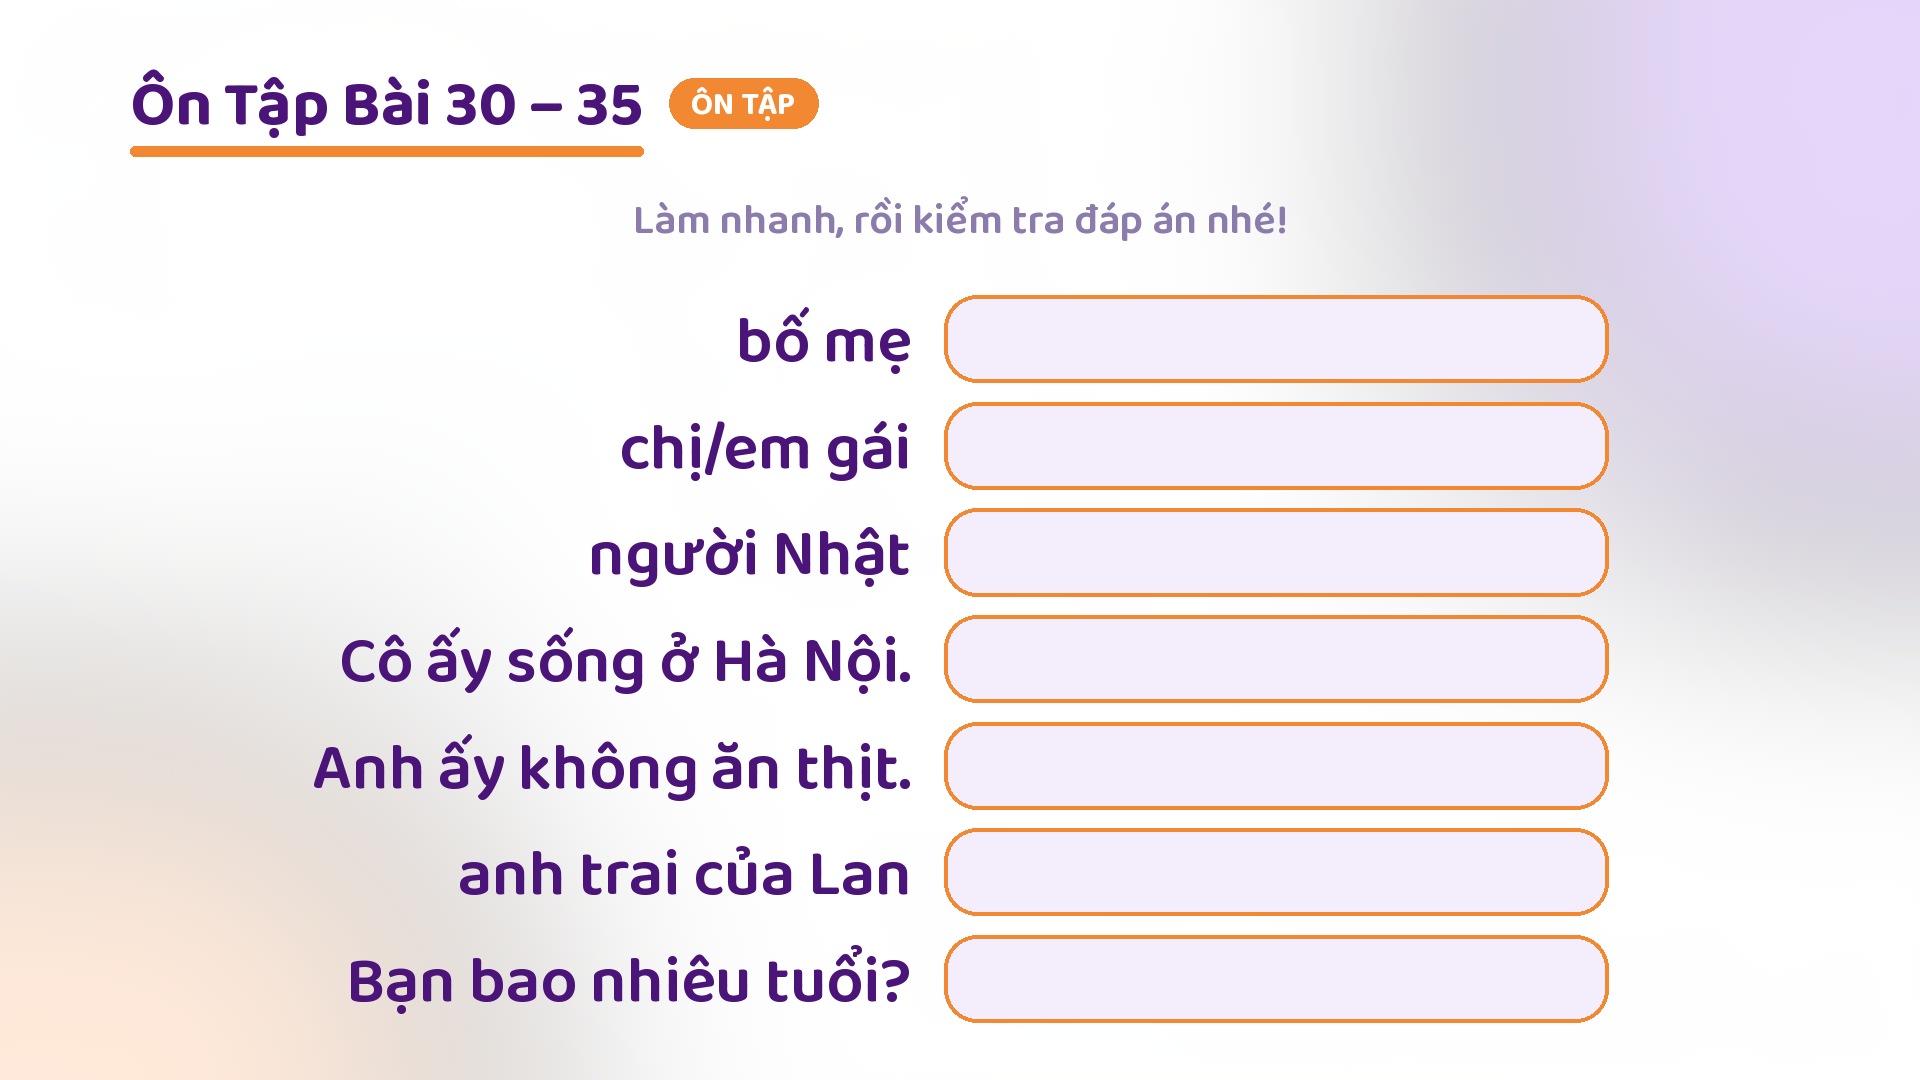 Ôn Tập Bài 30 – 35
ÔN TẬP
Làm nhanh, rồi kiểm tra đáp án nhé!
bố mẹ
chị/em gái
người Nhật
Cô ấy sống ở Hà Nội.
Anh ấy không ăn thịt.
anh trai của Lan
Bạn bao nhiêu tuổi?